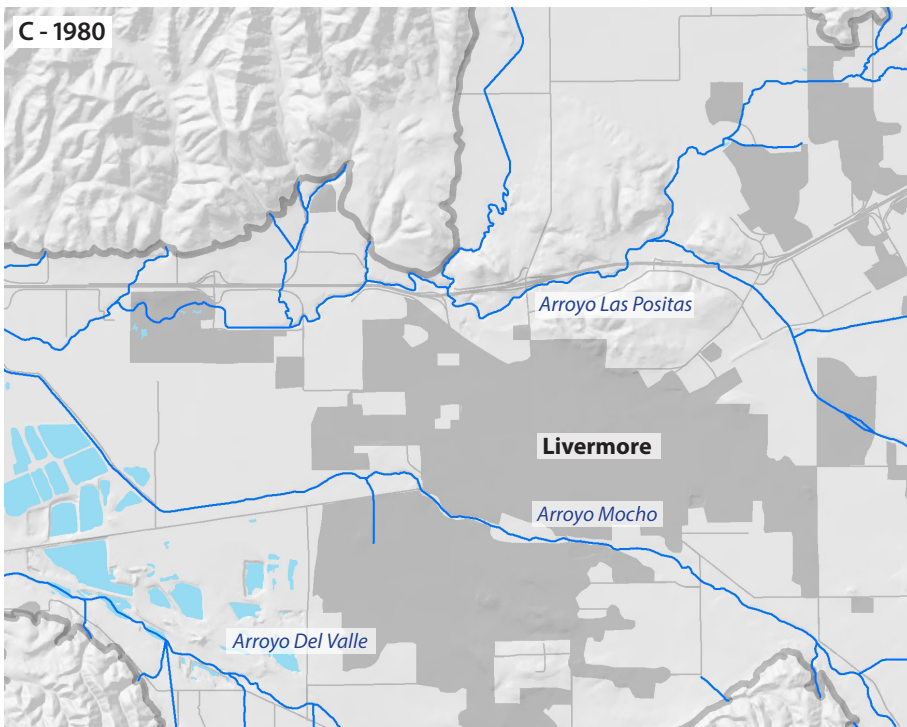 C - 1980
Arroyo Las Positas
Livermore
Arroyo Mocho
Arroyo Del Valle